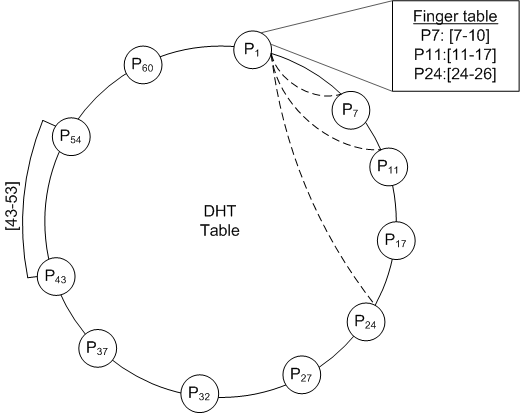 Finger table
P7: [7-10]
P11:[11-17]
P24:[24-26]
P1
P60
P7
P54
P11
[43-53]
DHT
Table
P17
P43
P24
P37
P27
P32